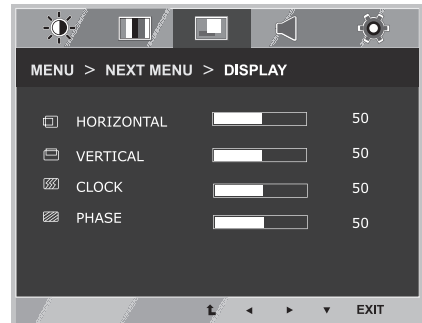 MENU > NEXT MENU > DISPLAY
HORIZONTAL 50
VERTICAL 50
CLOCK 50
PHASE 50
EXIT